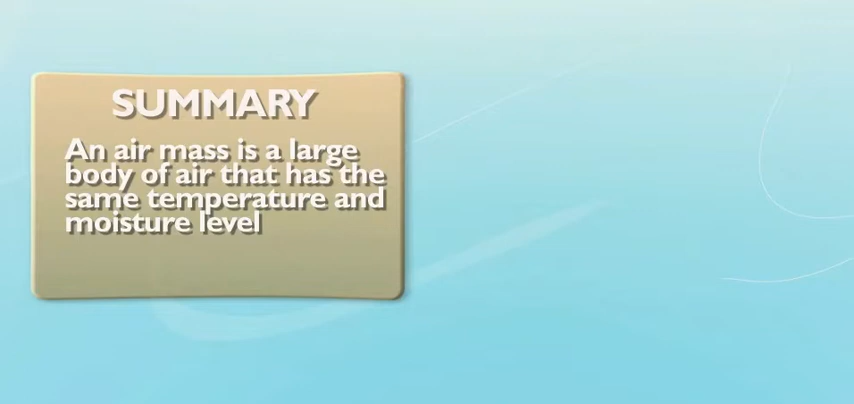 SUMMARY
An air mass is a large
body of air that has the
same temperature and
moisture level